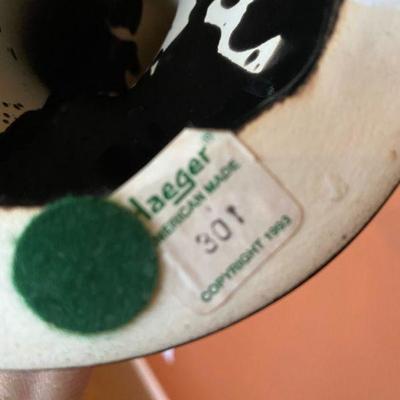 Haeger®
AMERICAN MADE
301
COPYRIGHT 1993